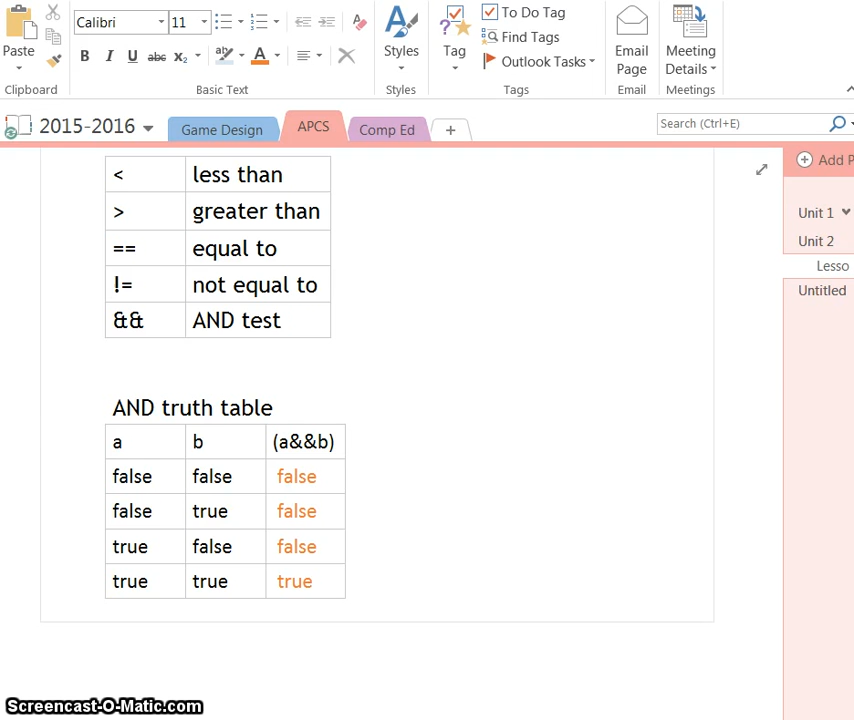 Calibri 11
To Do Tag
Find Tags
Paste
B I U abc X2 A
Styles
Tag
Outlook Tasks
Email Page
Meeting Details
Clipboard
Basic Text
Styles
Tags
Email
Meetings
2015-2016
Game Design
APCS
Comp Ed
+
Search (Ctrl+E)
Add P
< less than
> greater than
== equal to
!= not equal to
&& AND test
Unit 1
Unit 2
Lesso
Untitled
AND truth table
a b (a&&b)
false false false
false true false
true false false
true true true
Screencast-O-Matic.com